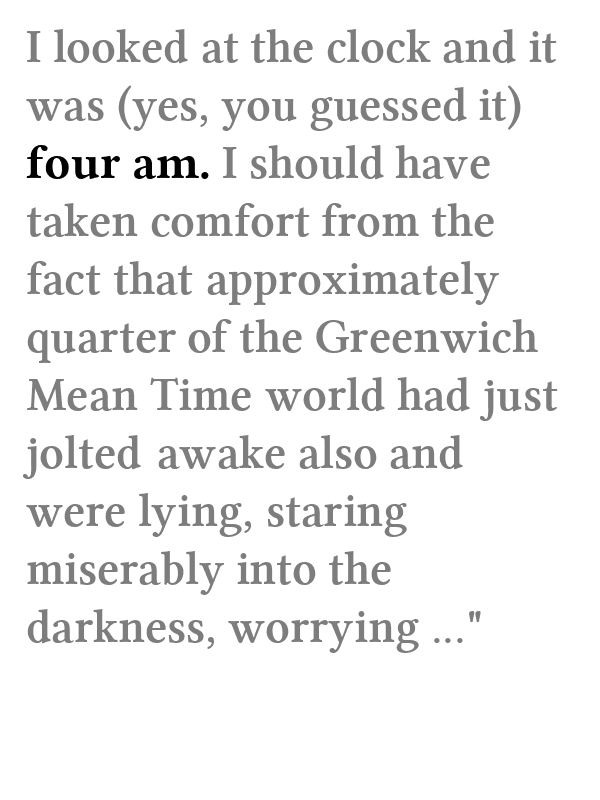 I looked at the clock and it
was (yes, you guessed it)
four am. I should have
taken comfort from the
fact that approximately
quarter of the Greenwich
Mean Time world had just
jolted awake also and
were lying, staring
miserably into the
darkness, worrying ..."